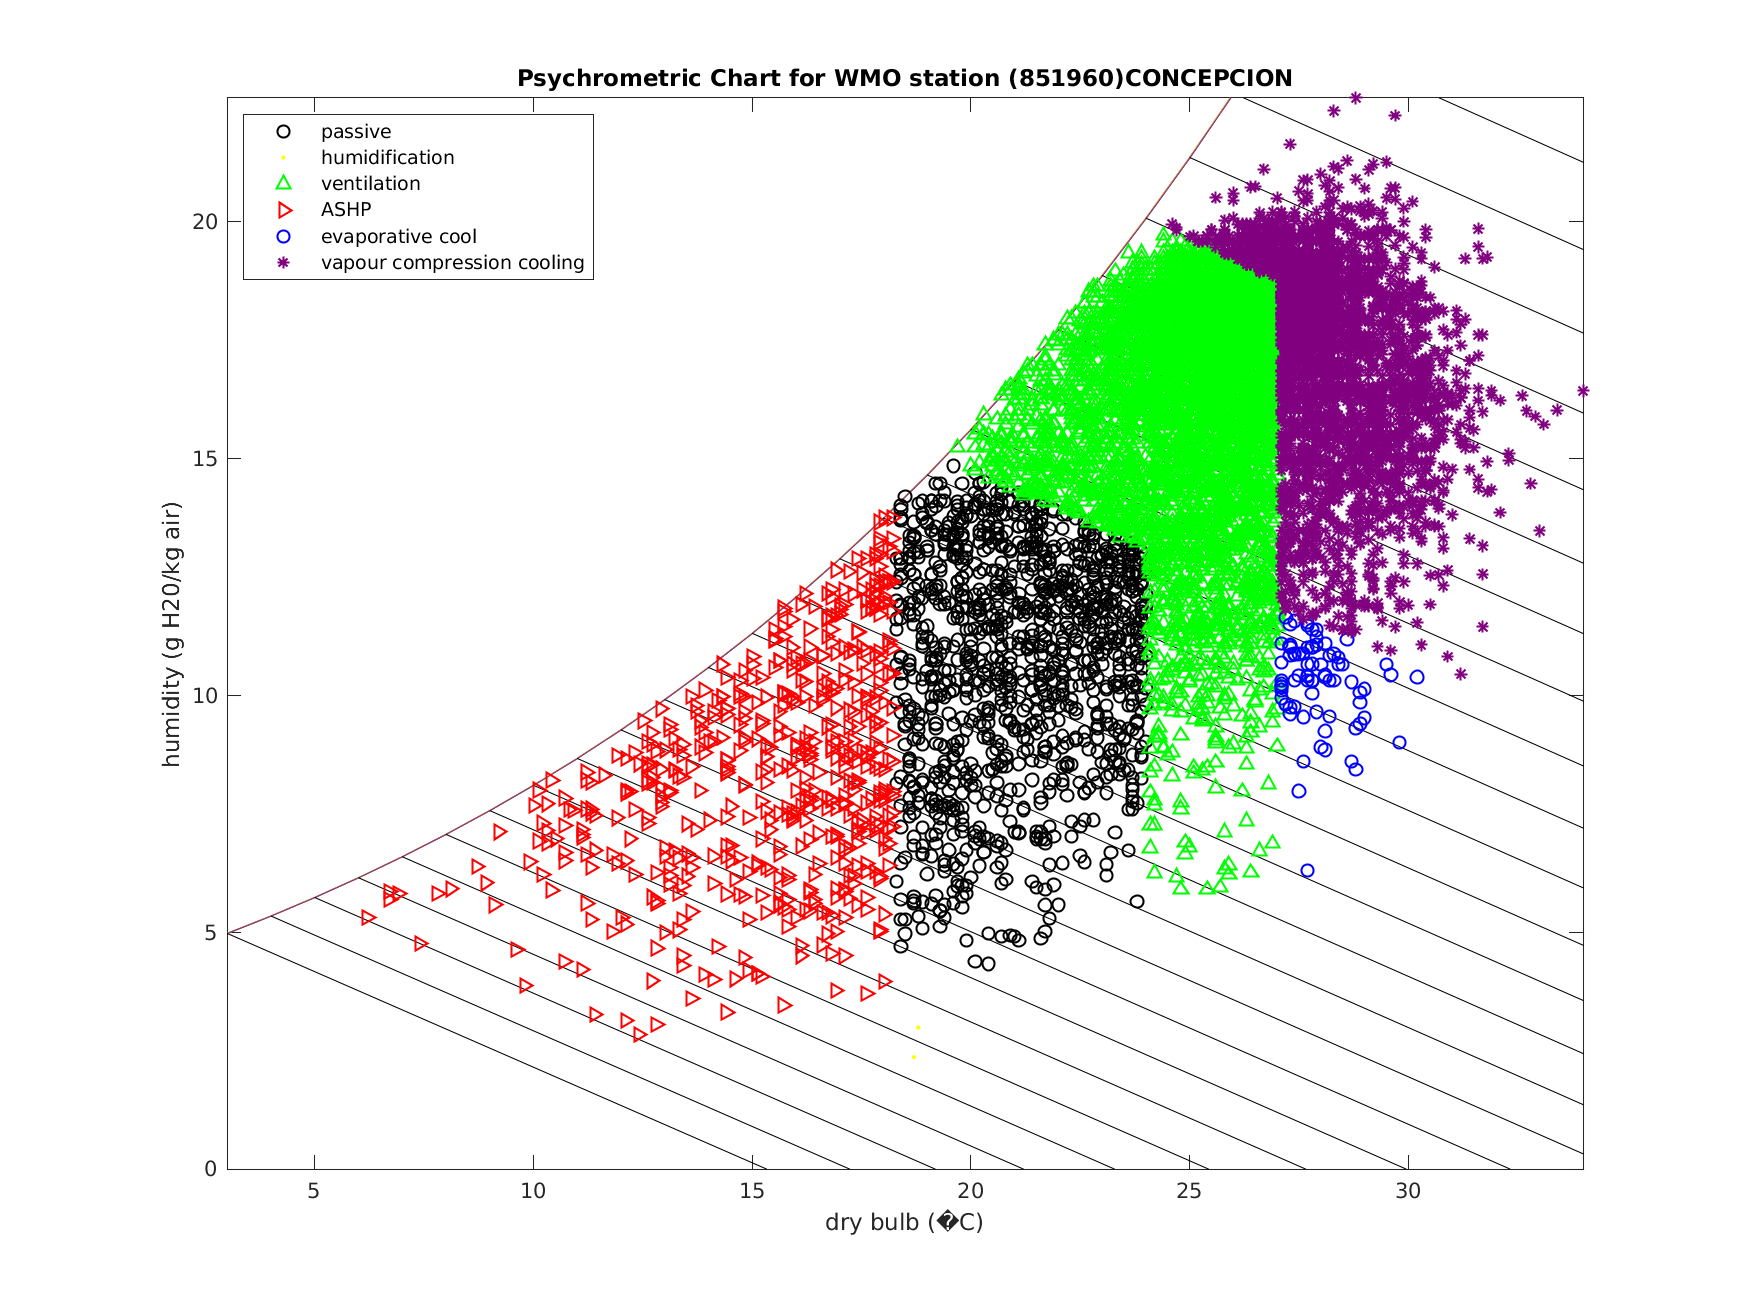 Psychrometric Chart for WMO station (851960)CONCEPCION
passive
humidification
ventilation
ASHP
evaporative cool
vapour compression cooling
humidity (g H20/kg air)
20
15
10
5
0
5 10 15 20 25 30
dry bulb (�C)